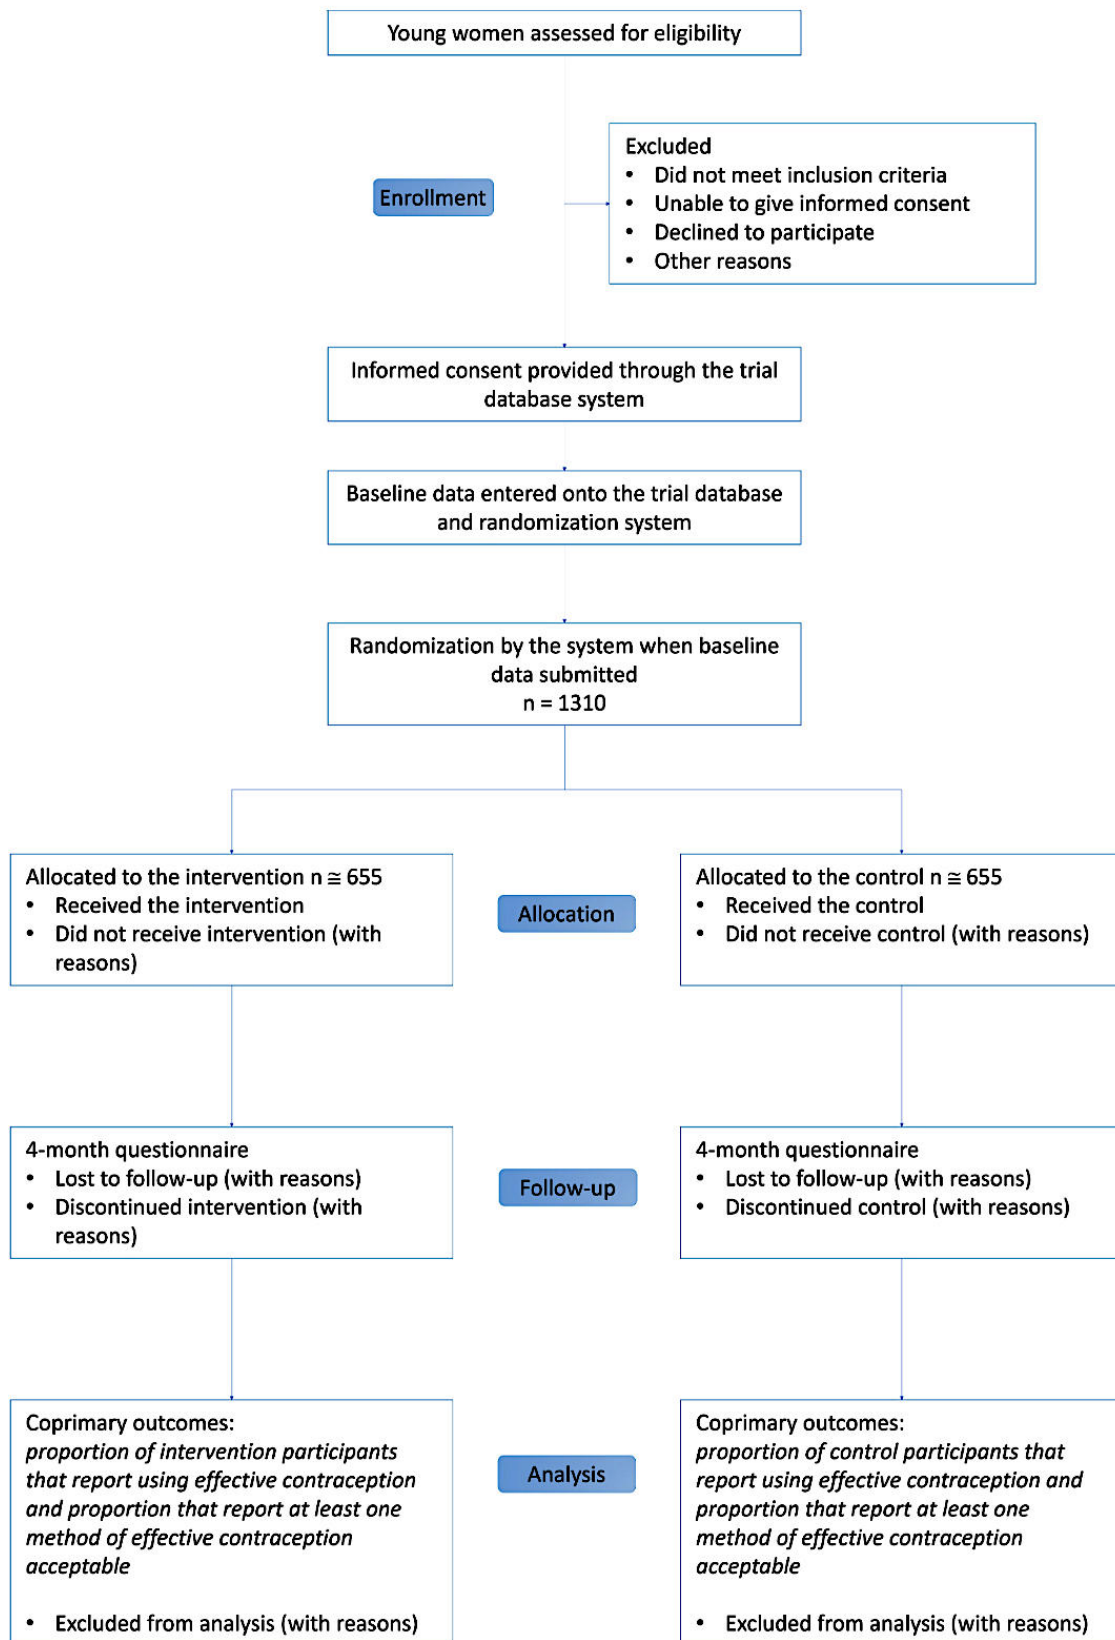 Young women assessed for eligibility
Excluded
• Did not meet inclusion criteria
• Unable to give informed consent
• Declined to participate
• Other reasons
Enrollment
Informed consent provided through the trial
database system
Baseline data entered onto the trial database
and randomization system
Randomization by the system when baseline
data submitted
n = 1310
Allocated to the intervention n ≅ 655
• Received the intervention
• Did not receive intervention (with
reasons)
Allocation
Allocated to the control n ≅ 655
• Received the control
• Did not receive control (with reasons)
4-month questionnaire
• Lost to follow-up (with reasons)
• Discontinued intervention (with
reasons)
Follow-up
4-month questionnaire
• Lost to follow-up (with reasons)
• Discontinued control (with reasons)
Coprimary outcomes:
proportion of intervention participants
that report using effective contraception
and proportion that report at least one
method of effective contraception
acceptable
• Excluded from analysis (with reasons)
Analysis
Coprimary outcomes:
proportion of control participants that
report using effective contraception and
proportion that report at least one
method of effective contraception
acceptable
• Excluded from analysis (with reasons)